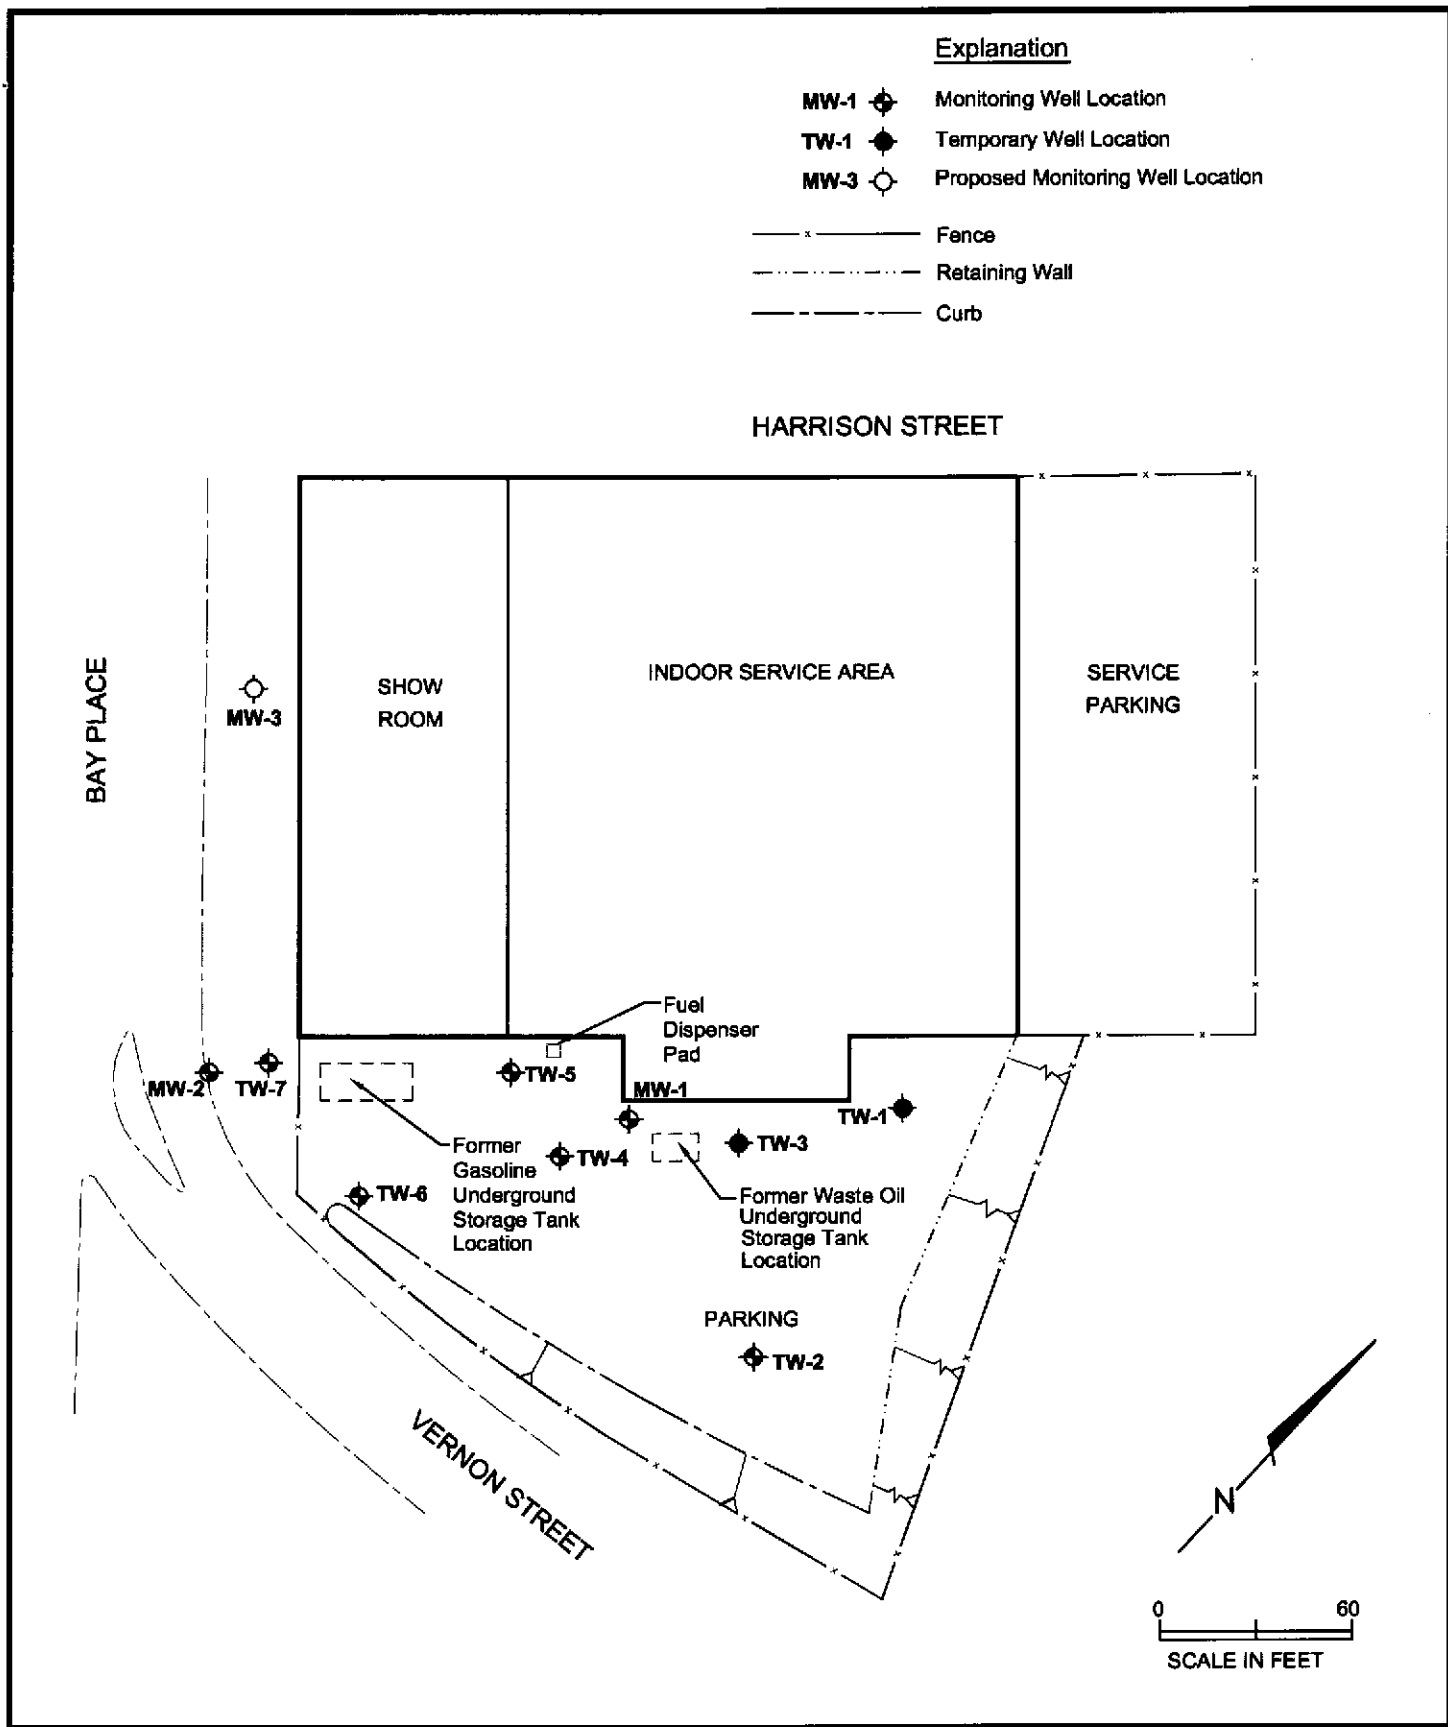 Explanation
MW-1 Monitoring Well Location
TW-1 Temporary Well Location
MW-3 Proposed Monitoring Well Location
x Fence
Retaining Wall
Curb
HARRISON STREET
BAY PLACE
MW-3
SHOW
ROOM
INDOOR SERVICE AREA
SERVICE
PARKING
Fuel
Dispenser
Pad
MW-2
TW-7
TW-5
MW-1
TW-1
TW-3
TW-4
TW-6
Former
Gasoline
Underground
Storage Tank
Location
Former Waste Oil
Underground
Storage Tank
Location
PARKING
TW-2
VERNON STREET
N
0 60
SCALE IN FEET